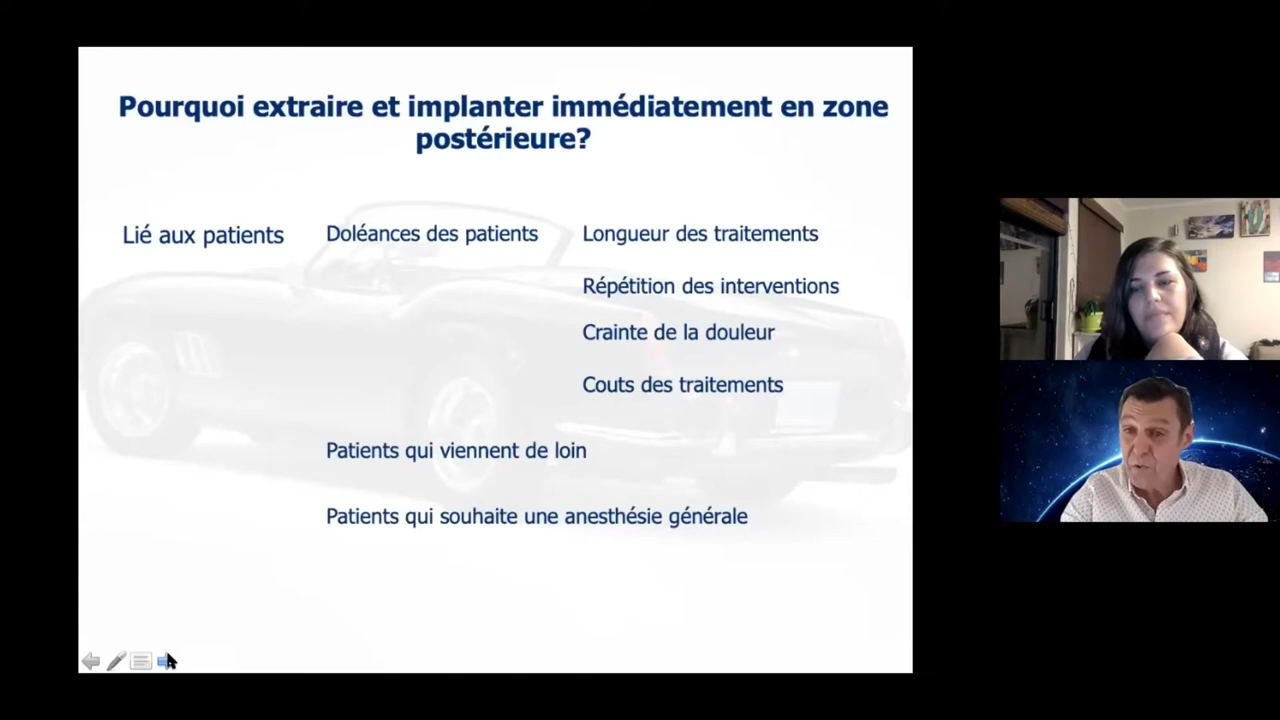 Pourquoi extraire et implanter immédiatement en zone
postérieure?
Lié aux patients
Doléances des patients
Longueur des traitements
Répétition des interventions
Crainte de la douleur
Couts des traitements
Patients qui viennent de loin
Patients qui souhaite une anesthésie générale